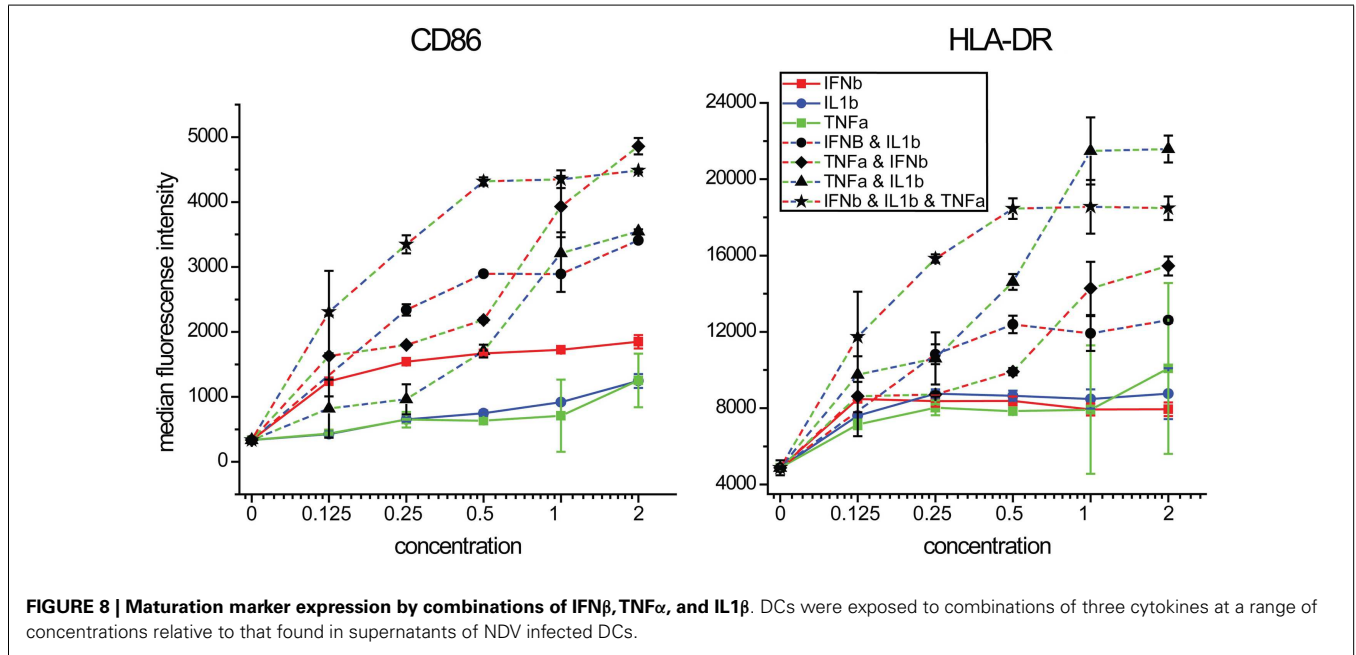 CD86
HLA-DR
median fluorescense intensity
5000
4000
3000
2000
1000
0
0 0.125 0.25 0.5 1 2
concentration
IFNb
IL1b
TNFa
IFNB & IL1b
TNFa & IFNb
TNFa & IL1b
IFNb & IL1b & TNFa
24000
20000
16000
12000
8000
4000
0 0.125 0.25 0.5 1 2
concentration
FIGURE 8 | Maturation marker expression by combinations of IFNβ, TNFα, and IL1β. DCs were exposed to combinations of three cytokines at a range of
concentrations relative to that found in supernatants of NDV infected DCs.